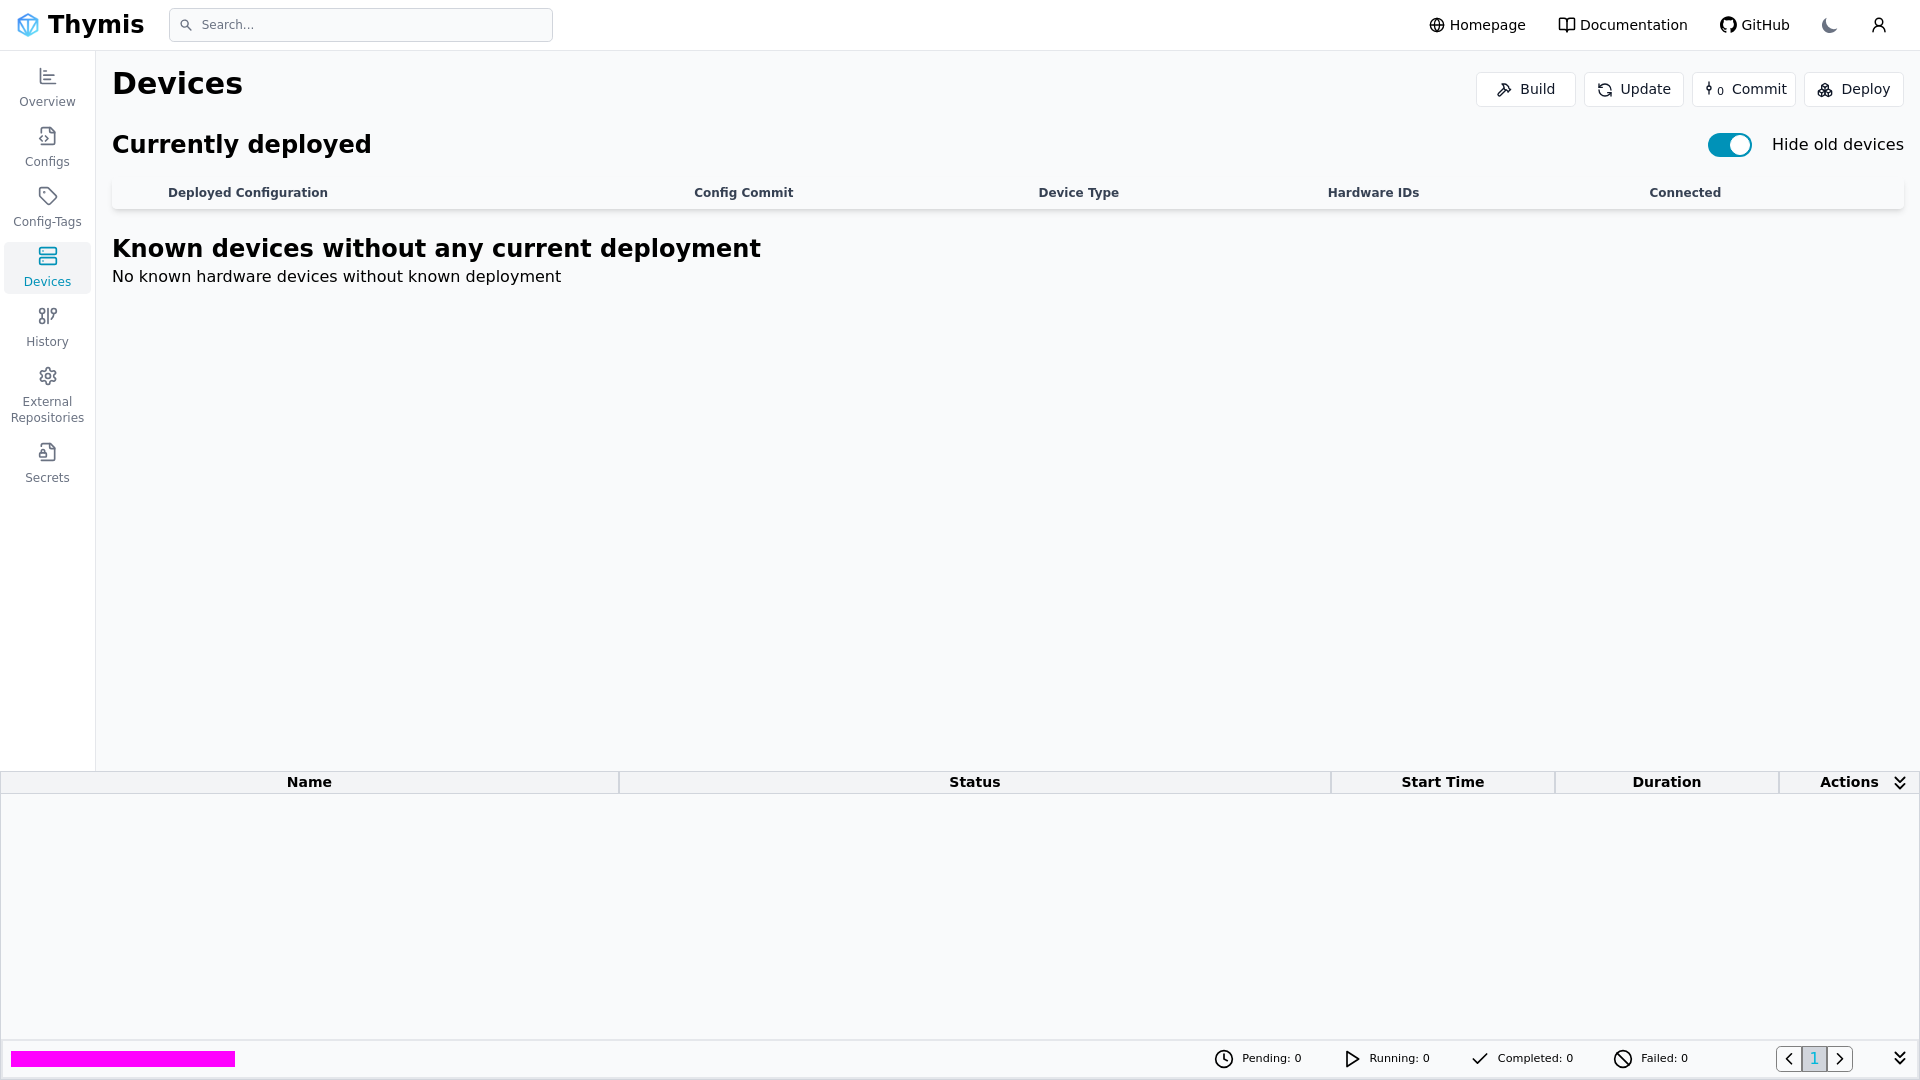 Thymis
Search...
Homepage
Documentation
GitHub
Overview
Configs
Config-Tags
Devices
History
External
Repositories
Secrets
Devices
Build
Update
0 Commit
Deploy
Currently deployed
Hide old devices
Deployed Configuration
Config Commit
Device Type
Hardware IDs
Connected
Known devices without any current deployment
No known hardware devices without known deployment
Name
Status
Start Time
Duration
Actions
Pending: 0
Running: 0
Completed: 0
Failed: 0
1